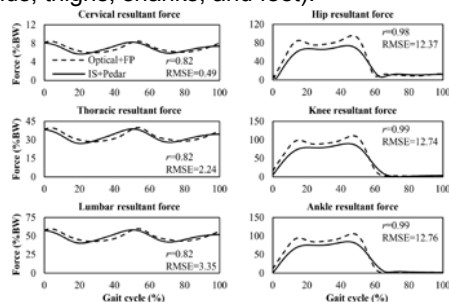 ds, thighs, shanks, and feet).
Cervical resultant force
Force (%BW)
12
8
4
0
Optical+FP
IS+Pedar
r=0.82
RMSE=0.49
0 20 40 60 80 100
Hip resultant force
120
80
40
0
r=0.98
RMSE=12.37
0 20 40 60 80 100
Thoracic resultant force
Force (%BW)
45
30
15
0
r=0.82
RMSE=2.24
0 20 40 60 80 100
Knee resultant force
150
100
50
0
r=0.99
RMSE=12.74
0 20 40 60 80 100
Lumbar resultant force
Force (%BW)
75
50
25
0
r=0.82
RMSE=3.35
0 20 40 60 80 100
Gait cycle (%)
Ankle resultant force
150
100
50
0
r=0.99
RMSE=12.76
0 20 40 60 80 100
Gait cycle (%)